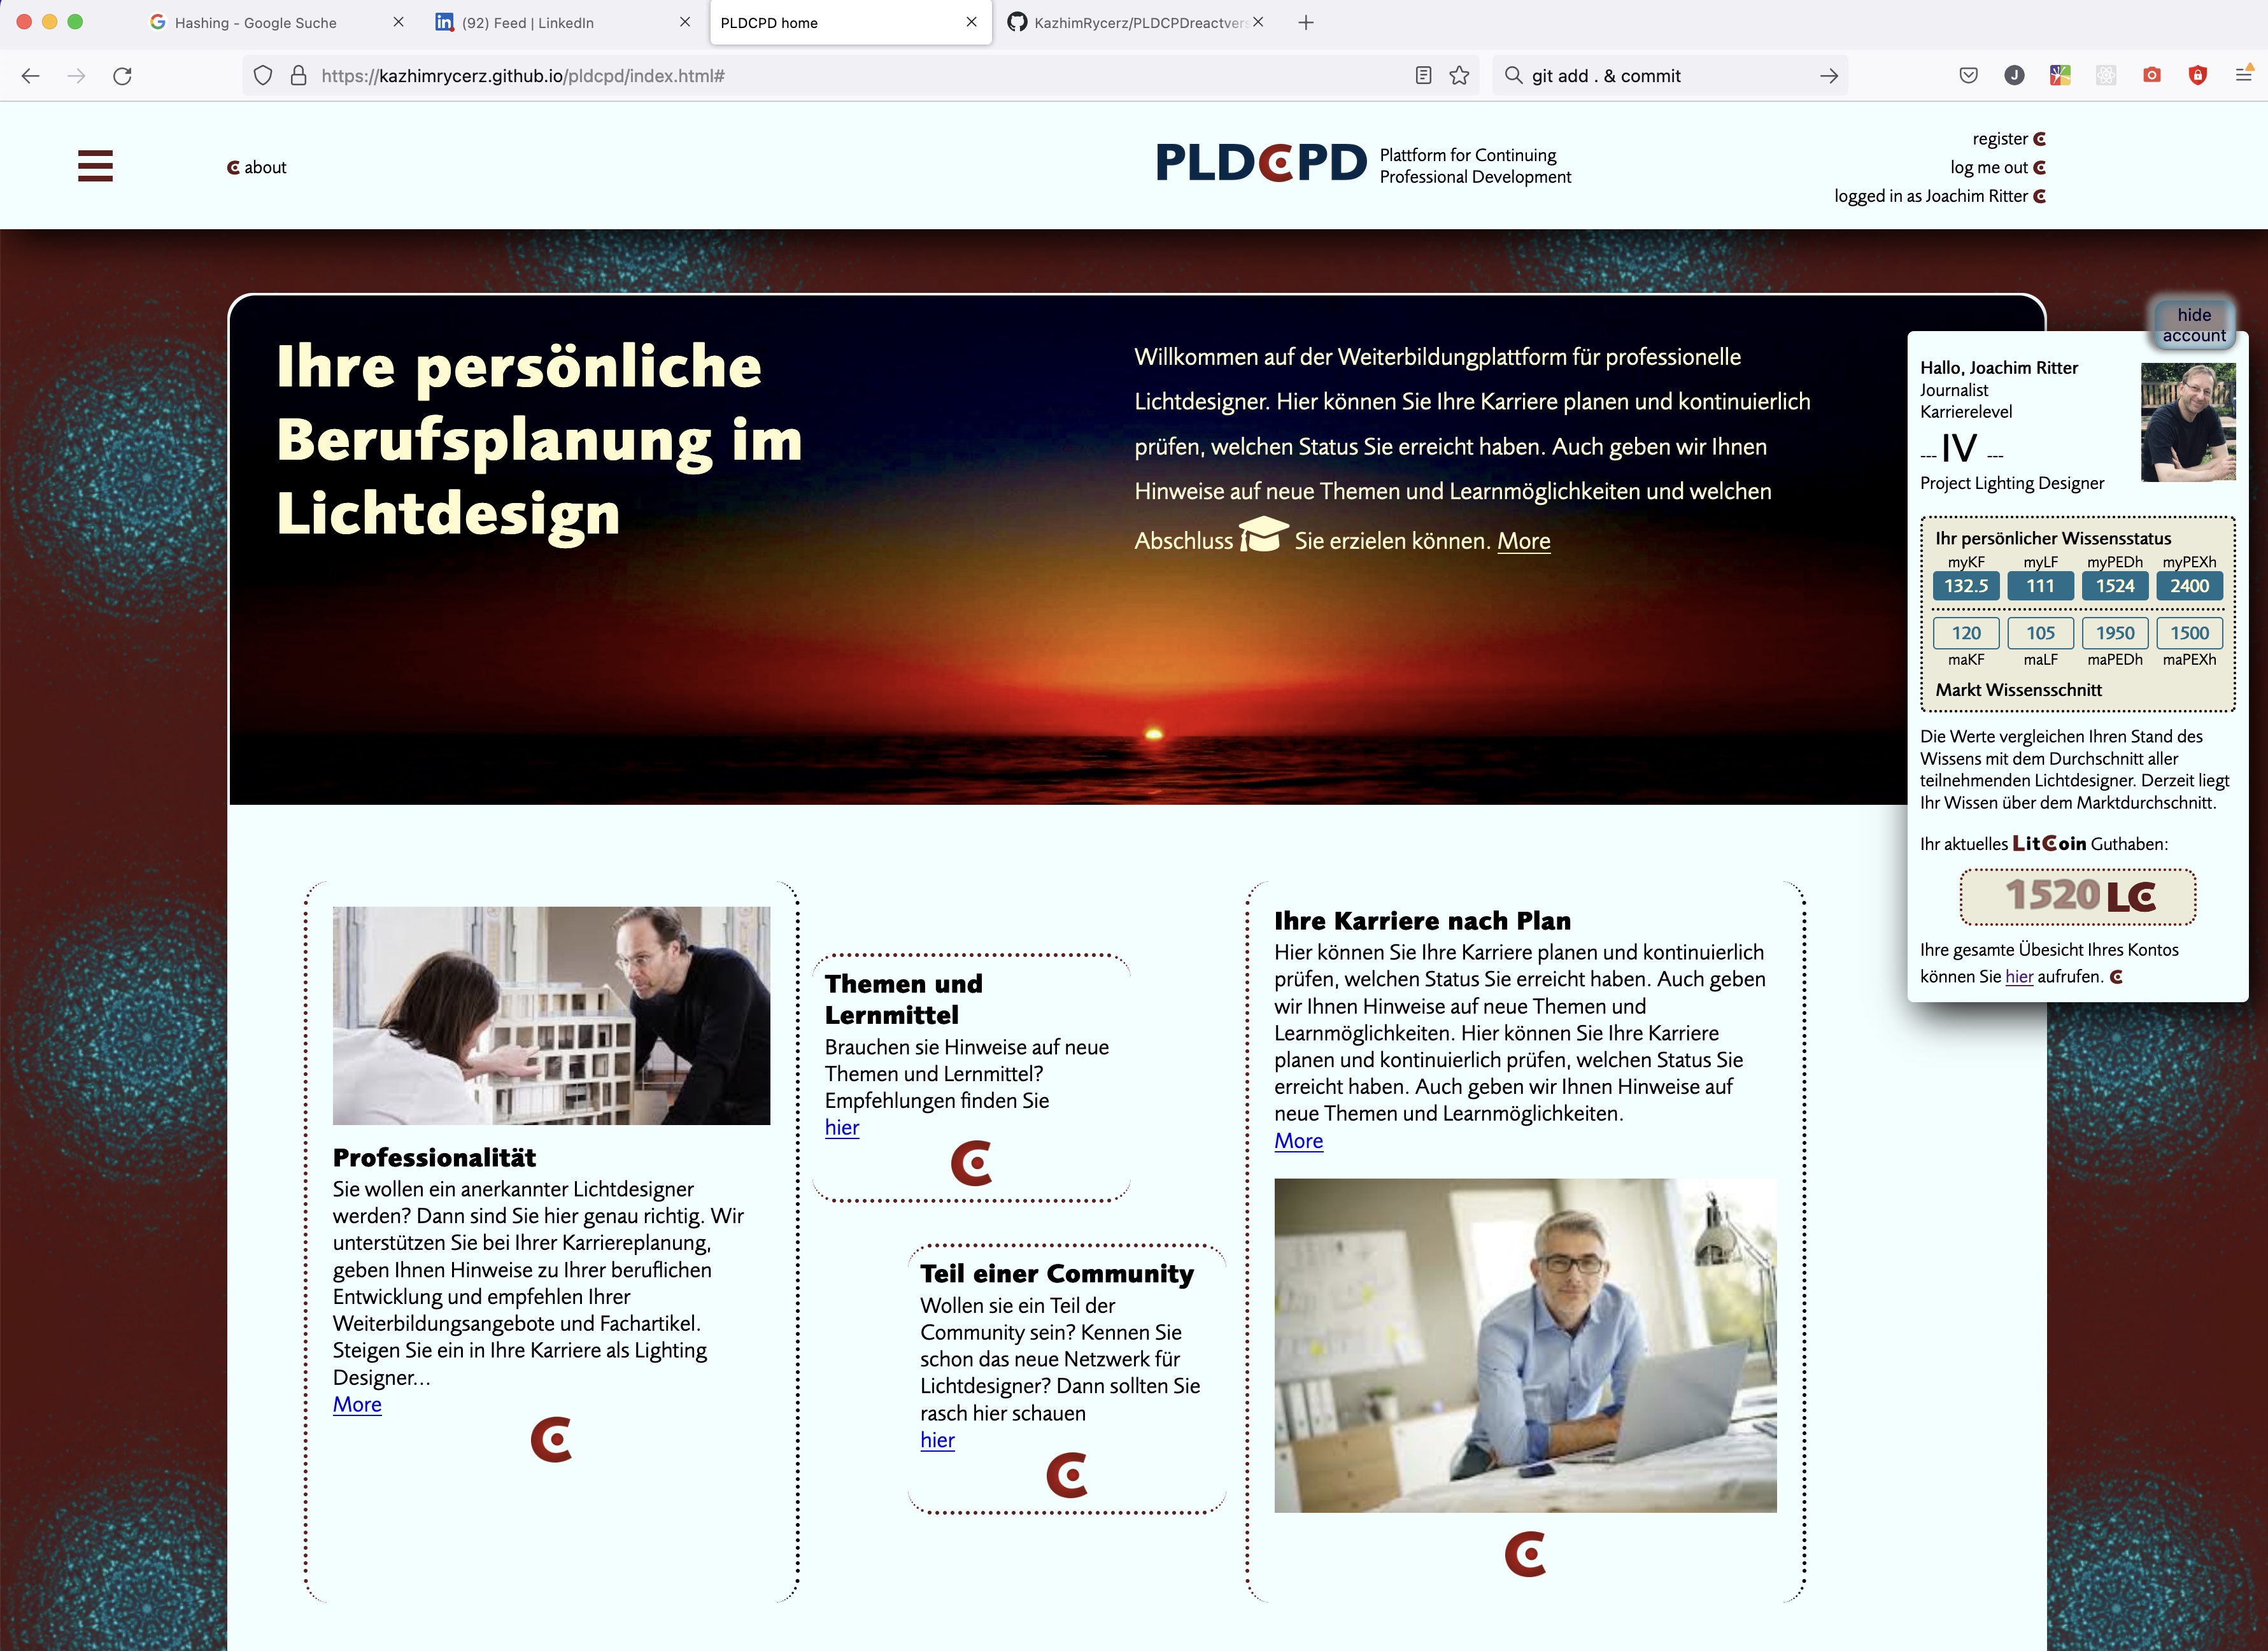 Hashing - Google Suche
(92) Feed | LinkedIn
PLDCPD home
KazhimRycerz/PLDCPDreactvers
https://kazhimrycerz.github.io/pldcpd/index.html#
git add . & commit
J
about
PLDCPD
Plattform for Continuing
Professional Development
register
log me out
logged in as Joachim Ritter
Ihre persönliche
Berufsplanung im
Lichtdesign
Willkommen auf der Weiterbildungplattform für professionelle
Lichtdesigner. Hier können Sie Ihre Karriere planen und kontinuierlich
prüfen, welchen Status Sie erreicht haben. Auch geben wir Ihnen
Hinweise auf neue Themen und Learnmöglichkeiten und welchen
Abschluss Sie erzielen können. More
hide
account
Hallo, Joachim Ritter
Journalist
Karrierelevel
--- IV ---
Project Lighting Designer
Ihr persönlicher Wissensstatus
myKF myLF myPEDh myPEXh
132.5 111 1524 2400
120 105 1950 1500
maKF maLF maPEDh maPEXh
Markt Wissensschnitt
Die Werte vergleichen Ihren Stand des
Wissens mit dem Durchschnitt aller
teilnehmenden Lichtdesigner. Derzeit liegt
Ihr Wissen über dem Marktdurchschnitt.
Ihr aktuelles LitCoin Guthaben:
1520 LC
Ihre gesamte Übesicht Ihres Kontos
können Sie hier aufrufen.
Professionalität
Sie wollen ein anerkannter Lichtdesigner
werden? Dann sind Sie hier genau richtig. Wir
unterstützen Sie bei Ihrer Karriereplanung,
geben Ihnen Hinweise zu Ihrer beruflichen
Entwicklung und empfehlen Ihrer
Weiterbildungsangebote und Fachartikel.
Steigen Sie ein in Ihre Karriere als Lighting
Designer...
More
Themen und
Lernmittel
Brauchen sie Hinweise auf neue
Themen und Lernmittel?
Empfehlungen finden Sie
hier
Teil einer Community
Wollen sie ein Teil der
Community sein? Kennen Sie
schon das neue Netzwerk für
Lichtdesigner? Dann sollten Sie
rasch hier schauen
hier
Ihre Karriere nach Plan
Hier können Sie Ihre Karriere planen und kontinuierlich
prüfen, welchen Status Sie erreicht haben. Auch geben
wir Ihnen Hinweise auf neue Themen und
Learnmöglichkeiten. Hier können Sie Ihre Karriere
planen und kontinuierlich prüfen, welchen Status Sie
erreicht haben. Auch geben wir Ihnen Hinweise auf
neue Themen und Learnmöglichkeiten.
More